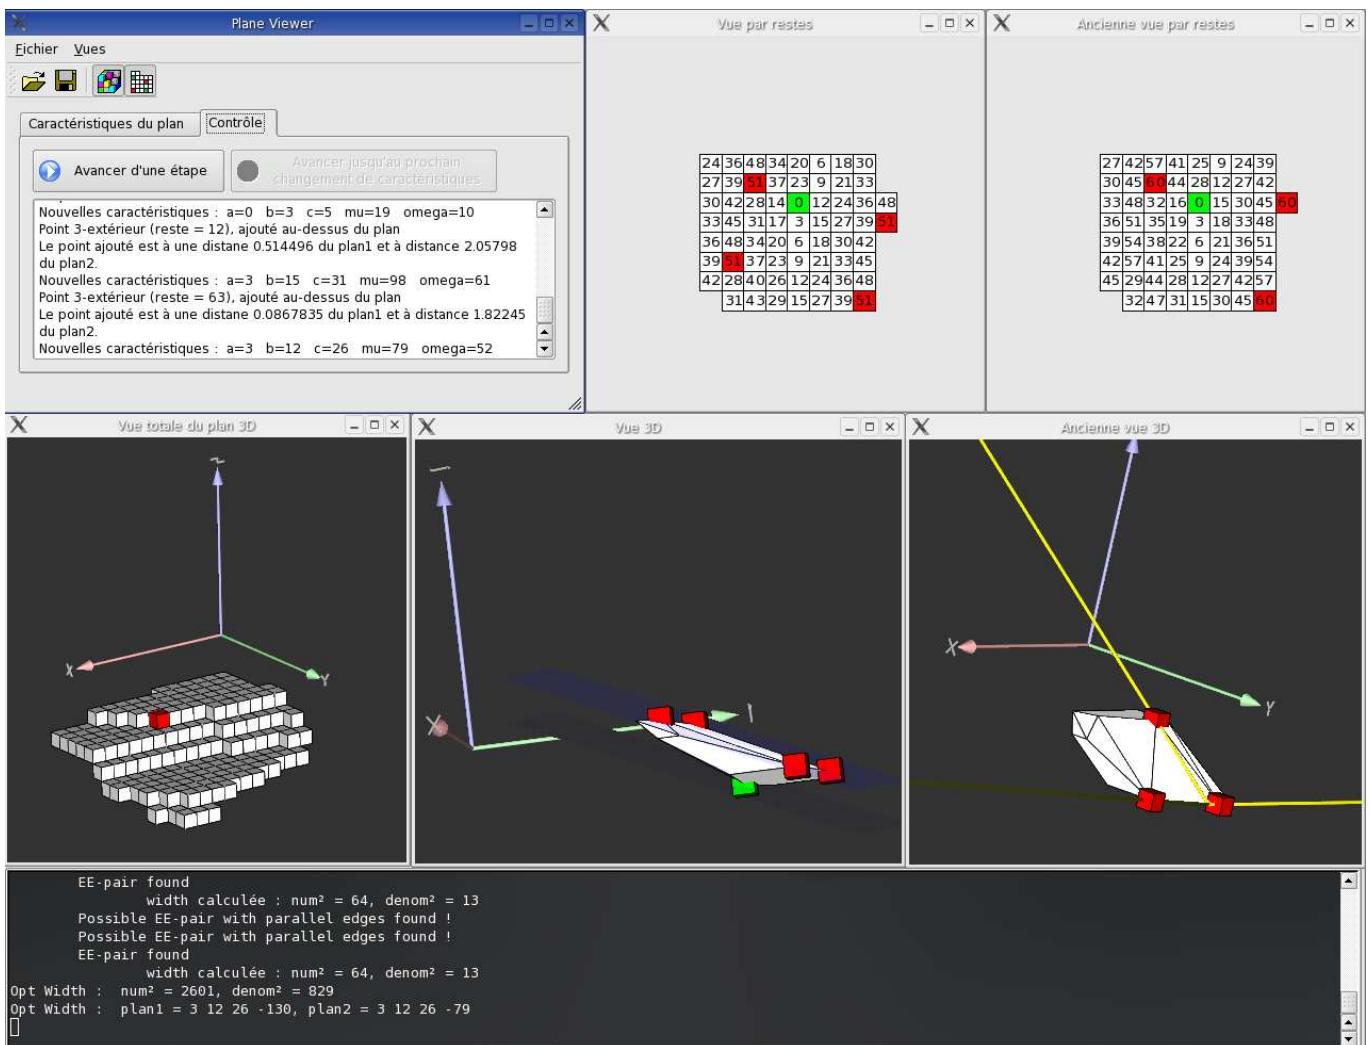 Plane Viewer
Fichier Vues
Caractéristiques du plan Contrôle
Avancer d'une étape
Avancer jusqu'au prochain
changement de caractéristiques
Nouvelles caractéristiques : a=0 b=3 c=5 mu=19 omega=10
Point 3-extérieur (reste = 12), ajouté au-dessus du plan
Le point ajouté est à une distane 0.514496 du plan1 et à distance 2.05798
du plan2.
Nouvelles caractéristiques : a=3 b=15 c=31 mu=98 omega=61
Point 3-extérieur (reste = 63), ajouté au-dessus du plan
Le point ajouté est à une distane 0.0867835 du plan1 et à distance 1.82245
du plan2.
Nouvelles caractéristiques : a=3 b=12 c=26 mu=79 omega=52
Vue par restes
24 36 48 34 20 6 18 30
27 39 51 37 23 9 21 33
30 42 28 14 0 12 24 36 48
33 45 31 17 3 15 27 39 51
36 48 34 20 6 18 30 42
39 51 37 23 9 21 33 45
42 28 40 26 12 24 36 48
31 43 29 15 27 39 51
Ancienne vue par restes
27 42 57 41 25 9 24 39
30 45 60 44 28 12 27 42
33 48 32 16 0 15 30 45 60
36 51 35 19 3 18 33 48
39 54 38 22 6 21 36 51
42 57 41 25 9 24 39 54
45 29 44 28 12 27 42 57
32 47 31 15 30 45 60
Vue totale du plan 3D
Z
X
Y
Vue 3D
X
Ancienne vue 3D
X
Y
EE-pair found
width calculée : num² = 64, denom² = 13
Possible EE-pair with parallel edges found !
Possible EE-pair with parallel edges found !
EE-pair found
width calculée : num² = 64, denom² = 13
Opt Width : num² = 2601, denom² = 829
Opt Width : plan1 = 3 12 26 -130, plan2 = 3 12 26 -79